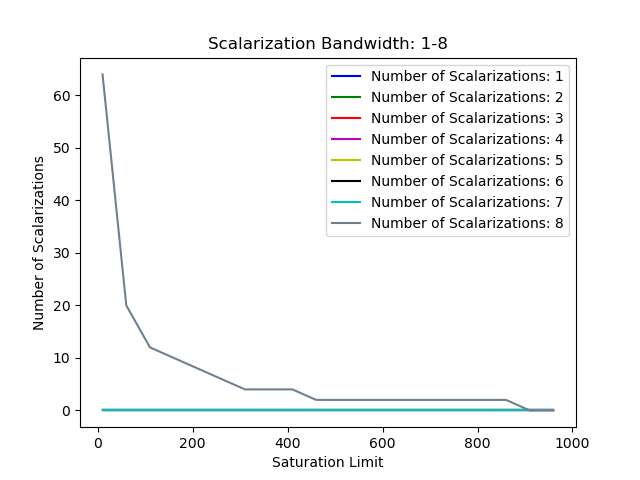 Scalarization Bandwidth: 1-8
Number of Scalarizations: 1
Number of Scalarizations: 2
Number of Scalarizations: 3
Number of Scalarizations: 4
Number of Scalarizations: 5
Number of Scalarizations: 6
Number of Scalarizations: 7
Number of Scalarizations: 8
Number of Scalarizations
60
50
40
30
20
10
0
0 200 400 600 800 1000
Saturation Limit